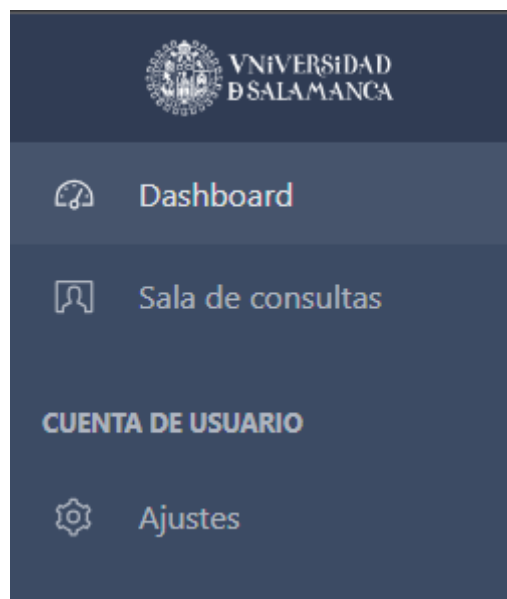 VNiVERSiDAD
Ð SALAMANCA
Dashboard
Sala de consultas
CUENTA DE USUARIO
Ajustes